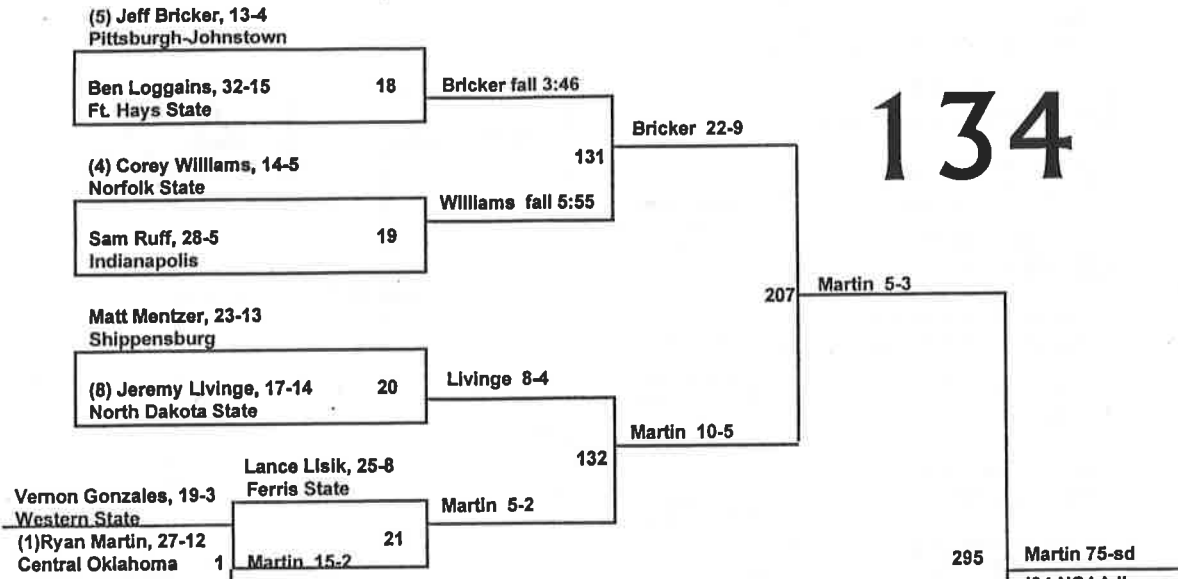 (5) Jeff Bricker, 13-4
Pittsburgh-Johnstown
Ben Loggains, 32-15 18
Ft. Hays State
Bricker fall 3:46
131
Bricker 22-9
134
(4) Corey Williams, 14-5
Norfolk State
Williams fall 5:55
Sam Ruff, 28-5 19
Indianapolis
207
Martin 5-3
Matt Mentzer, 23-13
Shippensburg
(8) Jeremy Livinge, 17-14 20
North Dakota State
Livinge 8-4
132
Martin 10-5
Lance Lisik, 25-8
Ferris State
Vernon Gonzales, 19-3
Western State
Martin 5-2
(1)Ryan Martin, 27-12
Central Oklahoma 1
21
Martin 15-2
295
Martin 75-sd